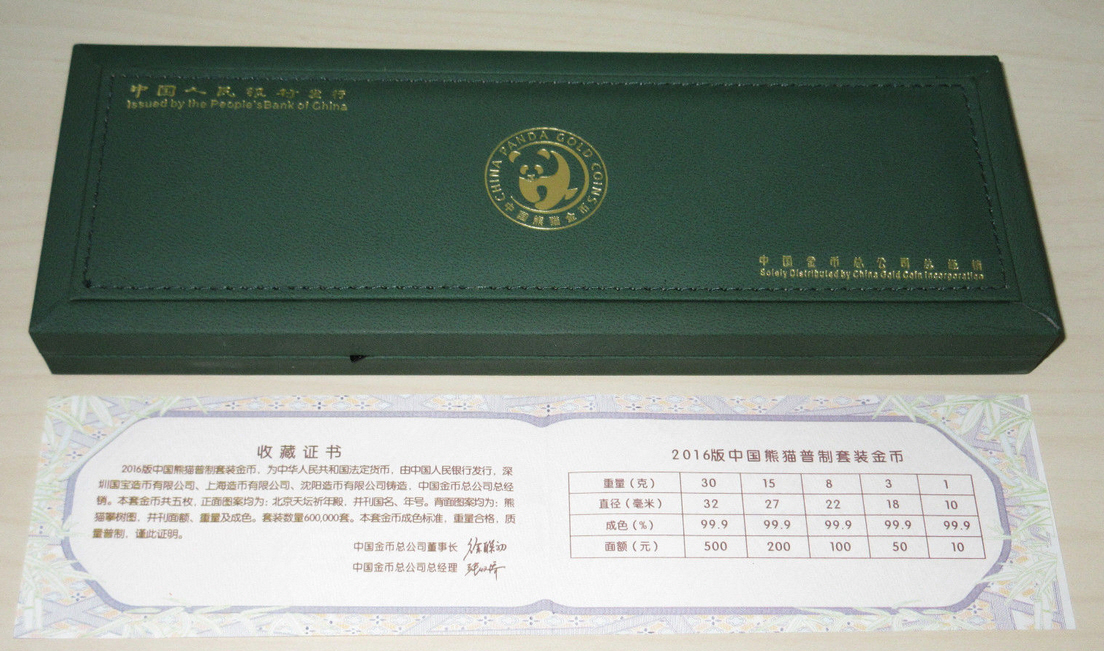 中国人民银行发行
Issued by the People'sBank of China
CHINA PANDA GOLD COINS
中国熊猫金币
中国金币总公司总经销
Solely Distributed by China Gold Coin Incorporation
收藏证书
2016版中国熊猫普制套装金币，为中华人民共和国法定货币，由中国人民银行发行，深
圳国宝造币有限公司、上海造币有限公司、沈阳造币有限公司铸造，中国金币总公司总经
销。本套金币共五枚，正面图案均为：北京天坛祈年殿，并刊国名、年号。背面图案均为：熊
猫攀树图，并刊面额、重量及成色。套装数量600,000套。本套金币成色标准，重量合格，质
量普制，谨此证明。
中国金币总公司董事长
中国金币总公司总经理
2016版中国熊猫普制套装金币
重量（克） 30 15 8 3 1
直径（毫米） 32 27 22 18 10
成色（%） 99.9 99.9 99.9 99.9 99.9
面额（元） 500 200 100 50 10